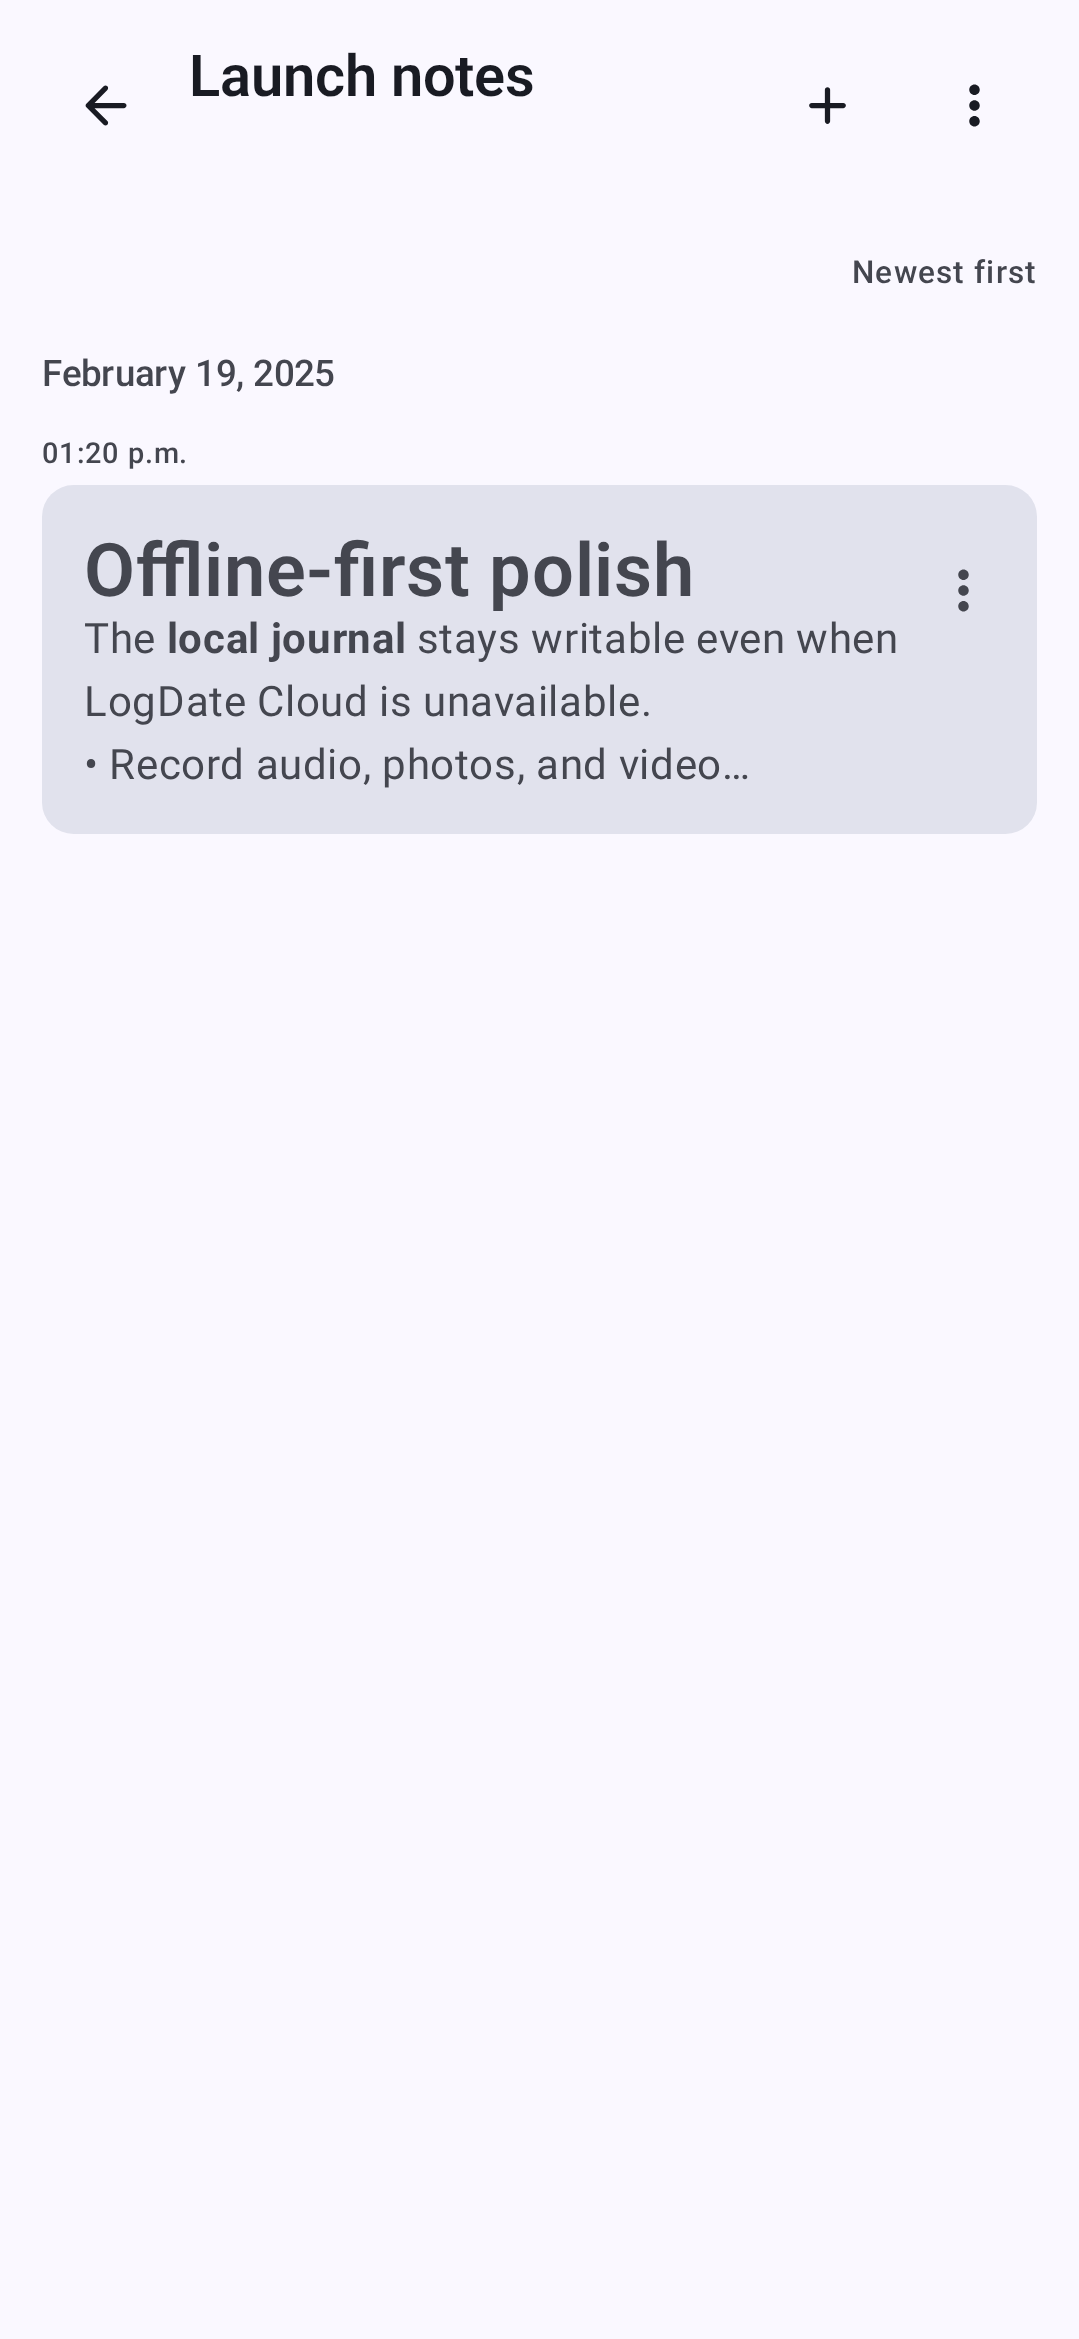 Launch notes
Newest first
February 19, 2025
01:20 p.m.
Offline-first polish
The local journal stays writable even when
LogDate Cloud is unavailable.
• Record audio, photos, and video…